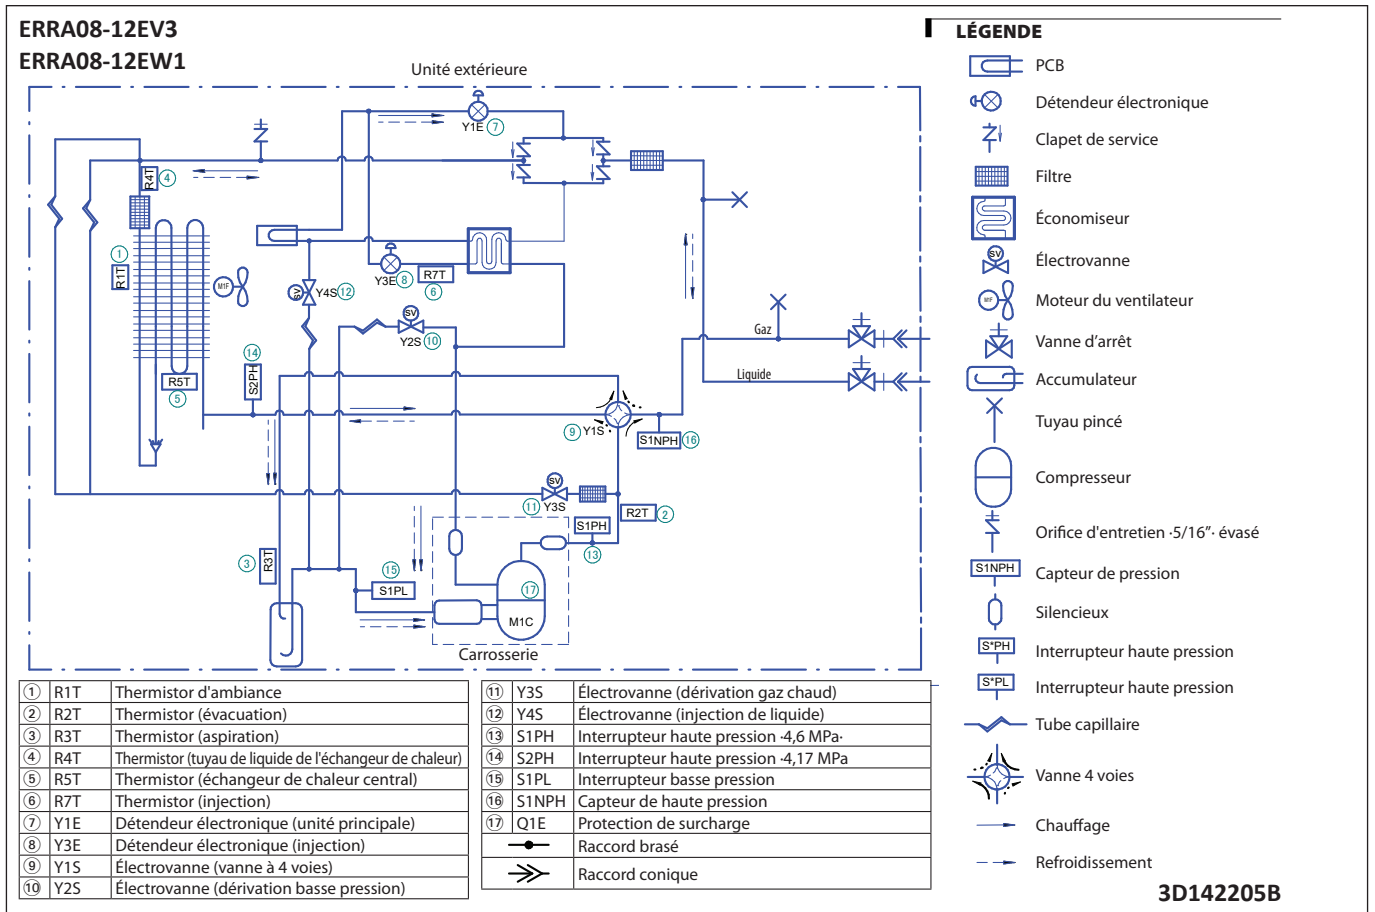 ERRA08-12EV3
ERRA08-12EW1
Unité extérieure
Y1E 7
R4T 4
1
R1T
M1F
Y3E 8
R7T
6
SV Y4S 12
SV
Y2S 10
14
S2PH
R5T
5
Gaz
Liquide
9 Y1S
S1NPH 16
SV
11 Y3S
R2T 2
S1PH
13
3 R3T
15
S1PL
17
M1C
Carrosserie
LÉGENDE
PCB
Détendeur électronique
Clapet de service
Filtre
Économiseur
SV Électrovanne
M1F Moteur du ventilateur
Vanne d'arrêt
Accumulateur
Tuyau pincé
Compresseur
Orifice d'entretien ·5/16"· évasé
S1NPH Capteur de pression
Silencieux
S*PH Interrupteur haute pression
S*PL Interrupteur haute pression
Tube capillaire
Vanne 4 voies
Chauffage
Refroidissement
1 R1T Thermistor d'ambiance
2 R2T Thermistor (évacuation)
3 R3T Thermistor (aspiration)
4 R4T Thermistor (tuyau de liquide de l'échangeur de chaleur)
5 R5T Thermistor (échangeur de chaleur central)
6 R7T Thermistor (injection)
7 Y1E Détendeur électronique (unité principale)
8 Y3E Détendeur électronique (injection)
9 Y1S Électrovanne (vanne à 4 voies)
10 Y2S Électrovanne (dérivation basse pression)
11 Y3S Électrovanne (dérivation gaz chaud)
12 Y4S Électrovanne (injection de liquide)
13 S1PH Interrupteur haute pression ·4,6 MPa·
14 S2PH Interrupteur haute pression ·4,17 MPa
15 S1PL Interrupteur basse pression
16 S1NPH Capteur de haute pression
17 Q1E Protection de surcharge
Raccord brasé
Raccord conique
3D142205B